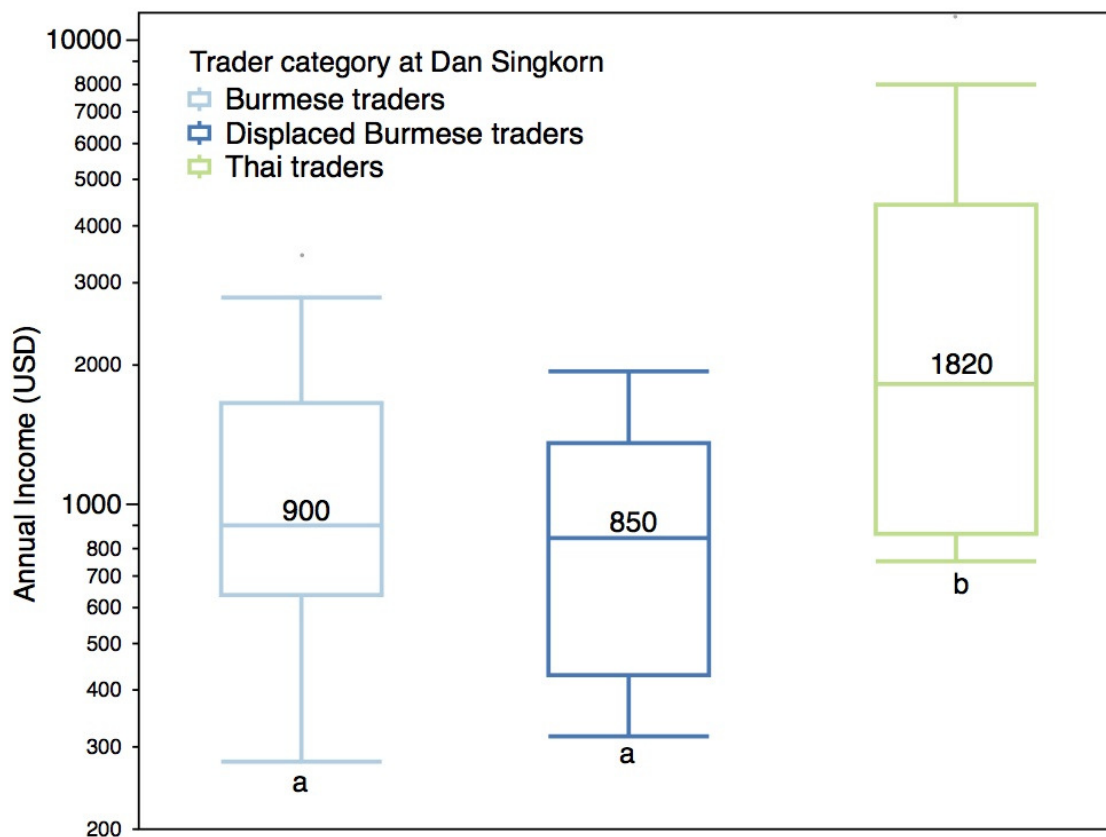 Trader category at Dan Singkorn
Burmese traders
Displaced Burmese traders
Thai traders
Annual Income (USD)
10000
8000
7000
6000
5000
4000
3000
2000
1000
800
700
600
500
400
300
200
900
850
1820
a
a
b